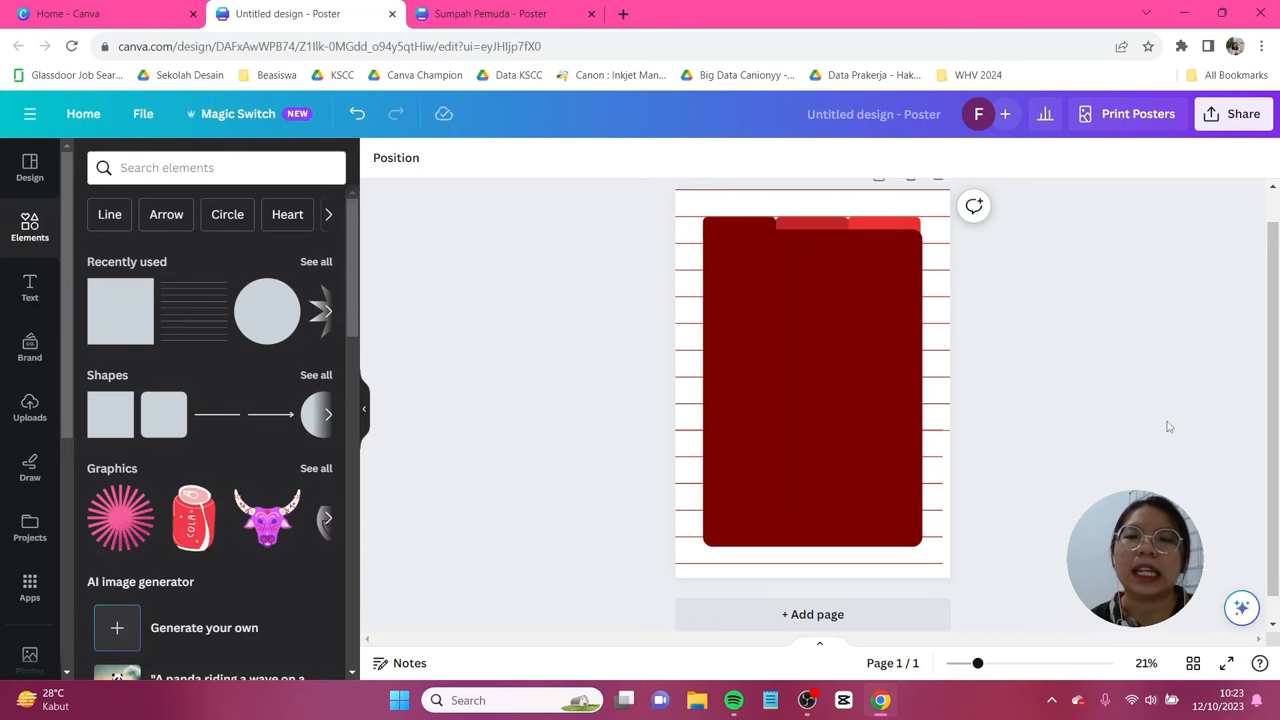 Home - Canva
Untitled design - Poster
Sumpah Pemuda - Poster
canva.com/design/DAFxAwWPB74/Z1Ilk-0MGdd_o94y5qtHiw/edit?ui=eyJHIjp7fX0
Glassdoor Job Sear...
Sekolah Desain
Beasiswa
KSCC
Canva Champion
Data KSCC
Canon : Inkjet Man...
Big Data Canionyy -...
Data Prakerja - Hak...
WHV 2024
All Bookmarks
Home
File
Magic Switch
NEW
Untitled design - Poster
F
Print Posters
Share
Design
Search elements
Position
Line
Arrow
Circle
Heart
Elements
Recently used
See all
Text
Brand
Shapes
See all
Uploads
Graphics
See all
Draw
COLA
Projects
AI image generator
Apps
Generate your own
+ Add page
Photos
"A panda riding a wave on a
Notes
Page 1 / 1
21%
28°C
Kabut
Search
10:23
12/10/2023